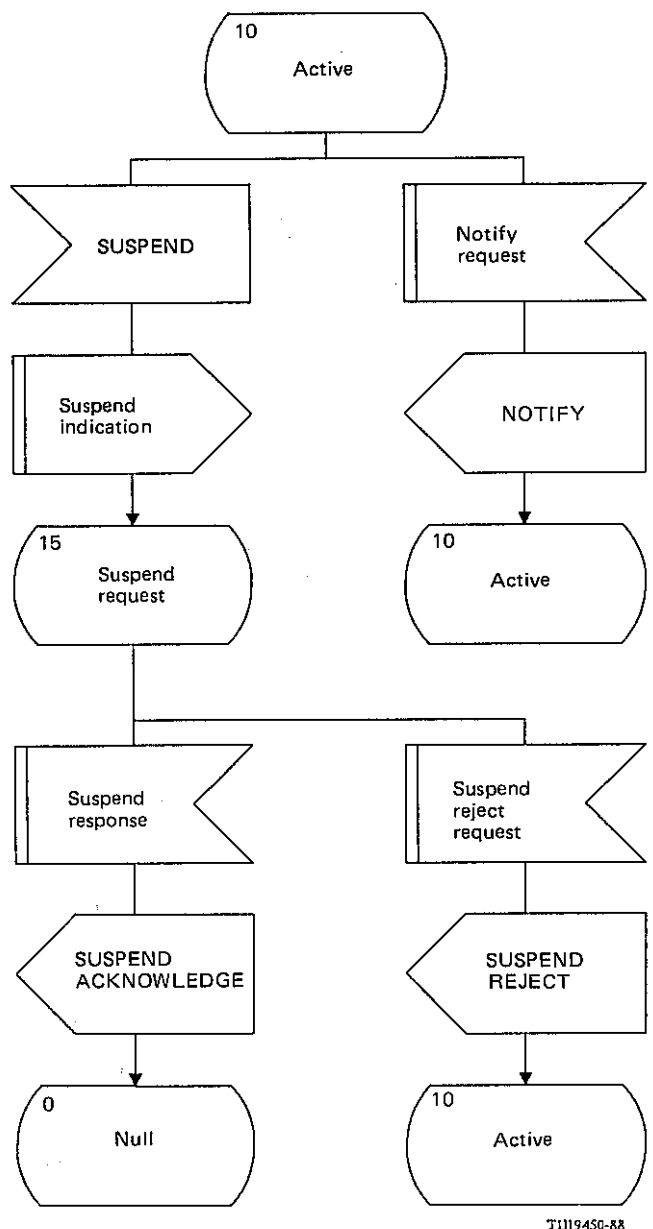 10
Active
SUSPEND
Notify
request
Suspend
indication
NOTIFY
15
Suspend
request
10
Active
Suspend
response
Suspend
reject
request
SUSPEND
ACKNOWLEDGE
SUSPEND
REJECT
0
Null
10
Active
T1119450-88